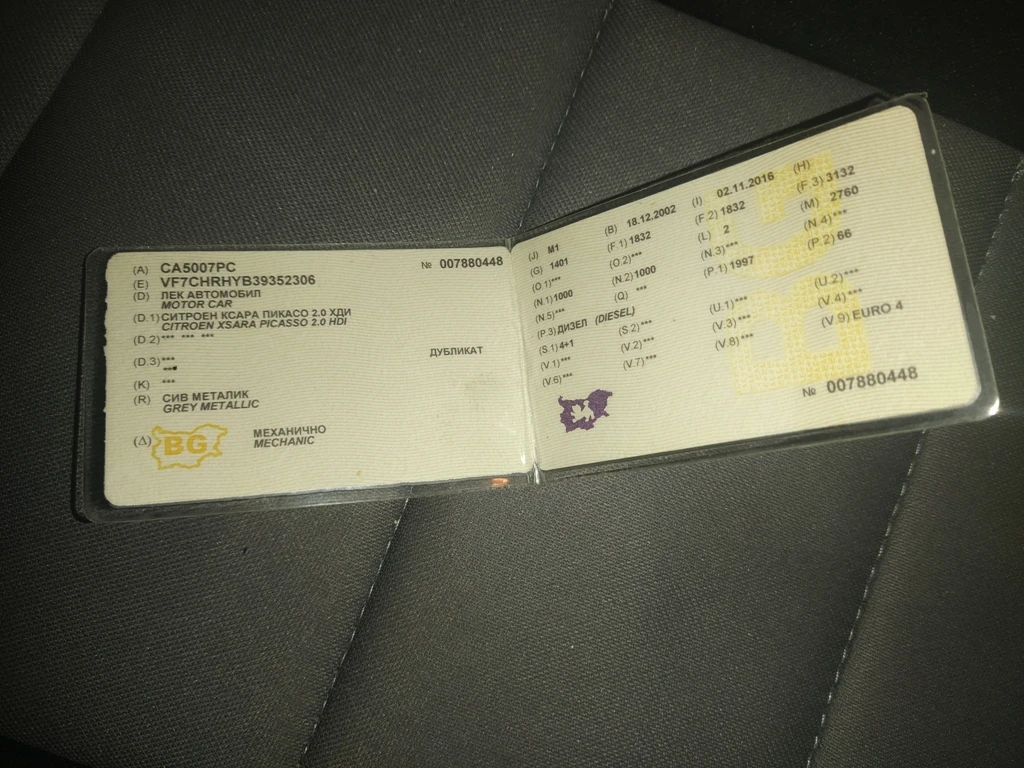 (A) CA5007PC № 007880448
(E) VF7CHRHYB39352306
(D) ЛЕК АВТОМОБИЛ
MOTOR CAR
(D.1) СИТРОЕН КСАРА ПИКАСО 2.0 ХДИ
CITROEN XSARA PICASSO 2.0 HDI
(D.2) *** *** ***
ДУБЛИКАТ
(D.3) ***
***
(K) ***
(R) СИВ МЕТАЛИК
GREY METALLIC
(Δ) BG МЕХАНИЧНО
MECHANIC
(J) M1 (B) 18.12.2002 (I) 02.11.2016 (H)
(G) 1401 (F.1) 1832 (F.2) 1832 (F.3) 3132
(O.1)*** (O.2)*** (L) 2 (M) 2760
(N.1) 1000 (N.2) 1000 (N.3)*** (N.4)***
(N.5)*** (Q) *** (P.1) 1997 (P.2) 66
(P.3) ДИЗЕЛ (DIESEL)
(S.1) 4+1 (S.2)*** (U.1)*** (U.2)***
(V.1)*** (V.2)*** (V.3)*** (V.4)***
(V.6)*** (V.7)*** (V.8)*** (V.9) EURO 4
№ 007880448